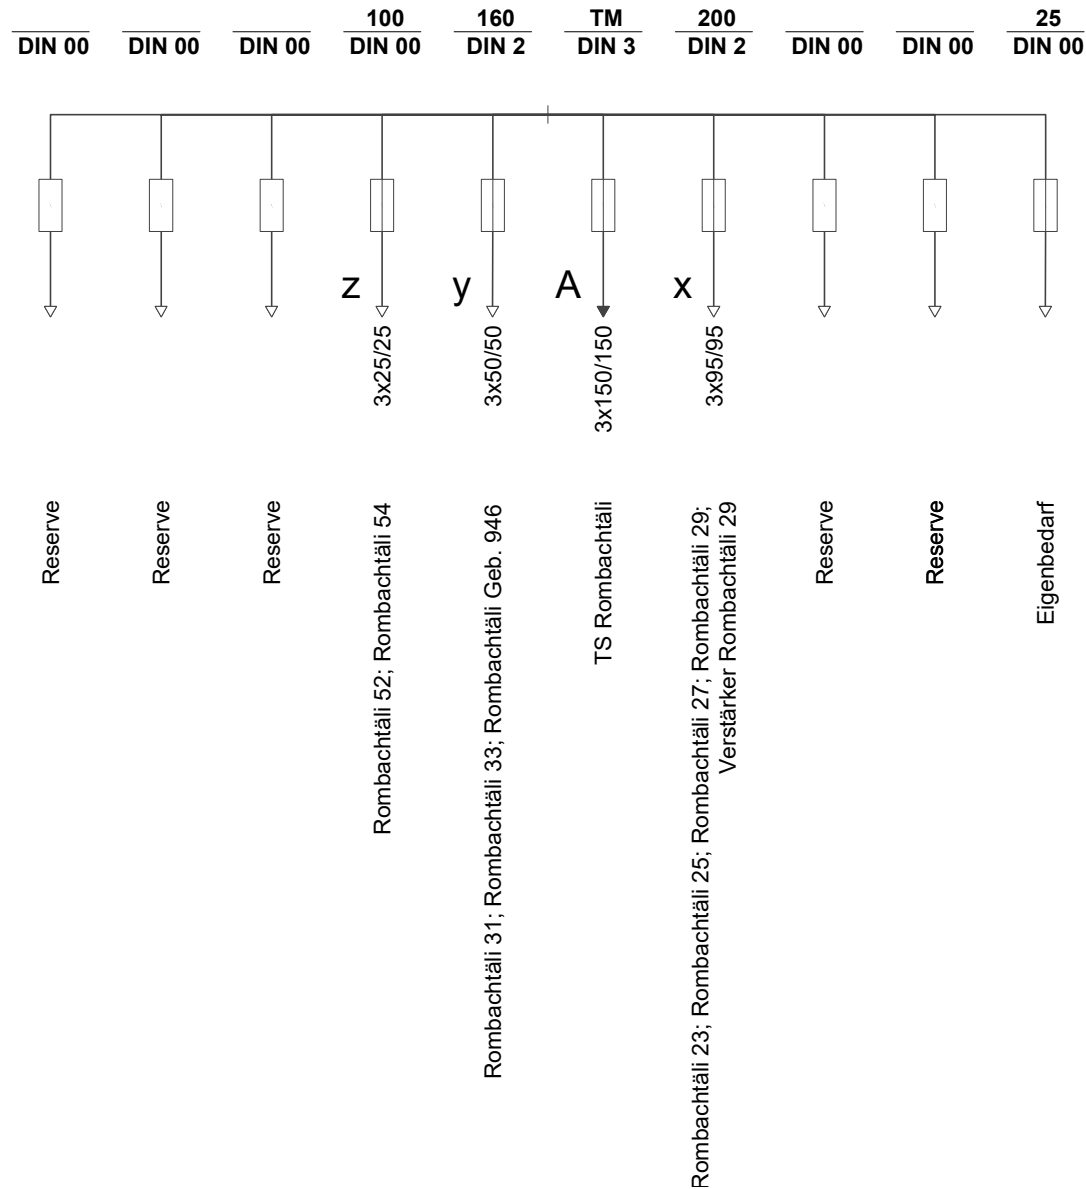 100
160
TM
200
25
DIN 00
DIN 00
DIN 00
DIN 00
DIN 2
DIN 3
DIN 2
DIN 00
DIN 00
DIN 00
z
y
A
x
3x25/25
3x50/50
3x150/150
3x95/95
Reserve
Reserve
Reserve
Rombachtäli 52; Rombachtäli 54
Rombachtäli 31; Rombachtäli 33; Rombachtäli Geb. 946
TS Rombachtäli
Rombachtäli 23; Rombachtäli 25; Rombachtäli 27; Rombachtäli 29;
Verstärker Rombachtäli 29
Reserve
Reserve
Eigenbedarf